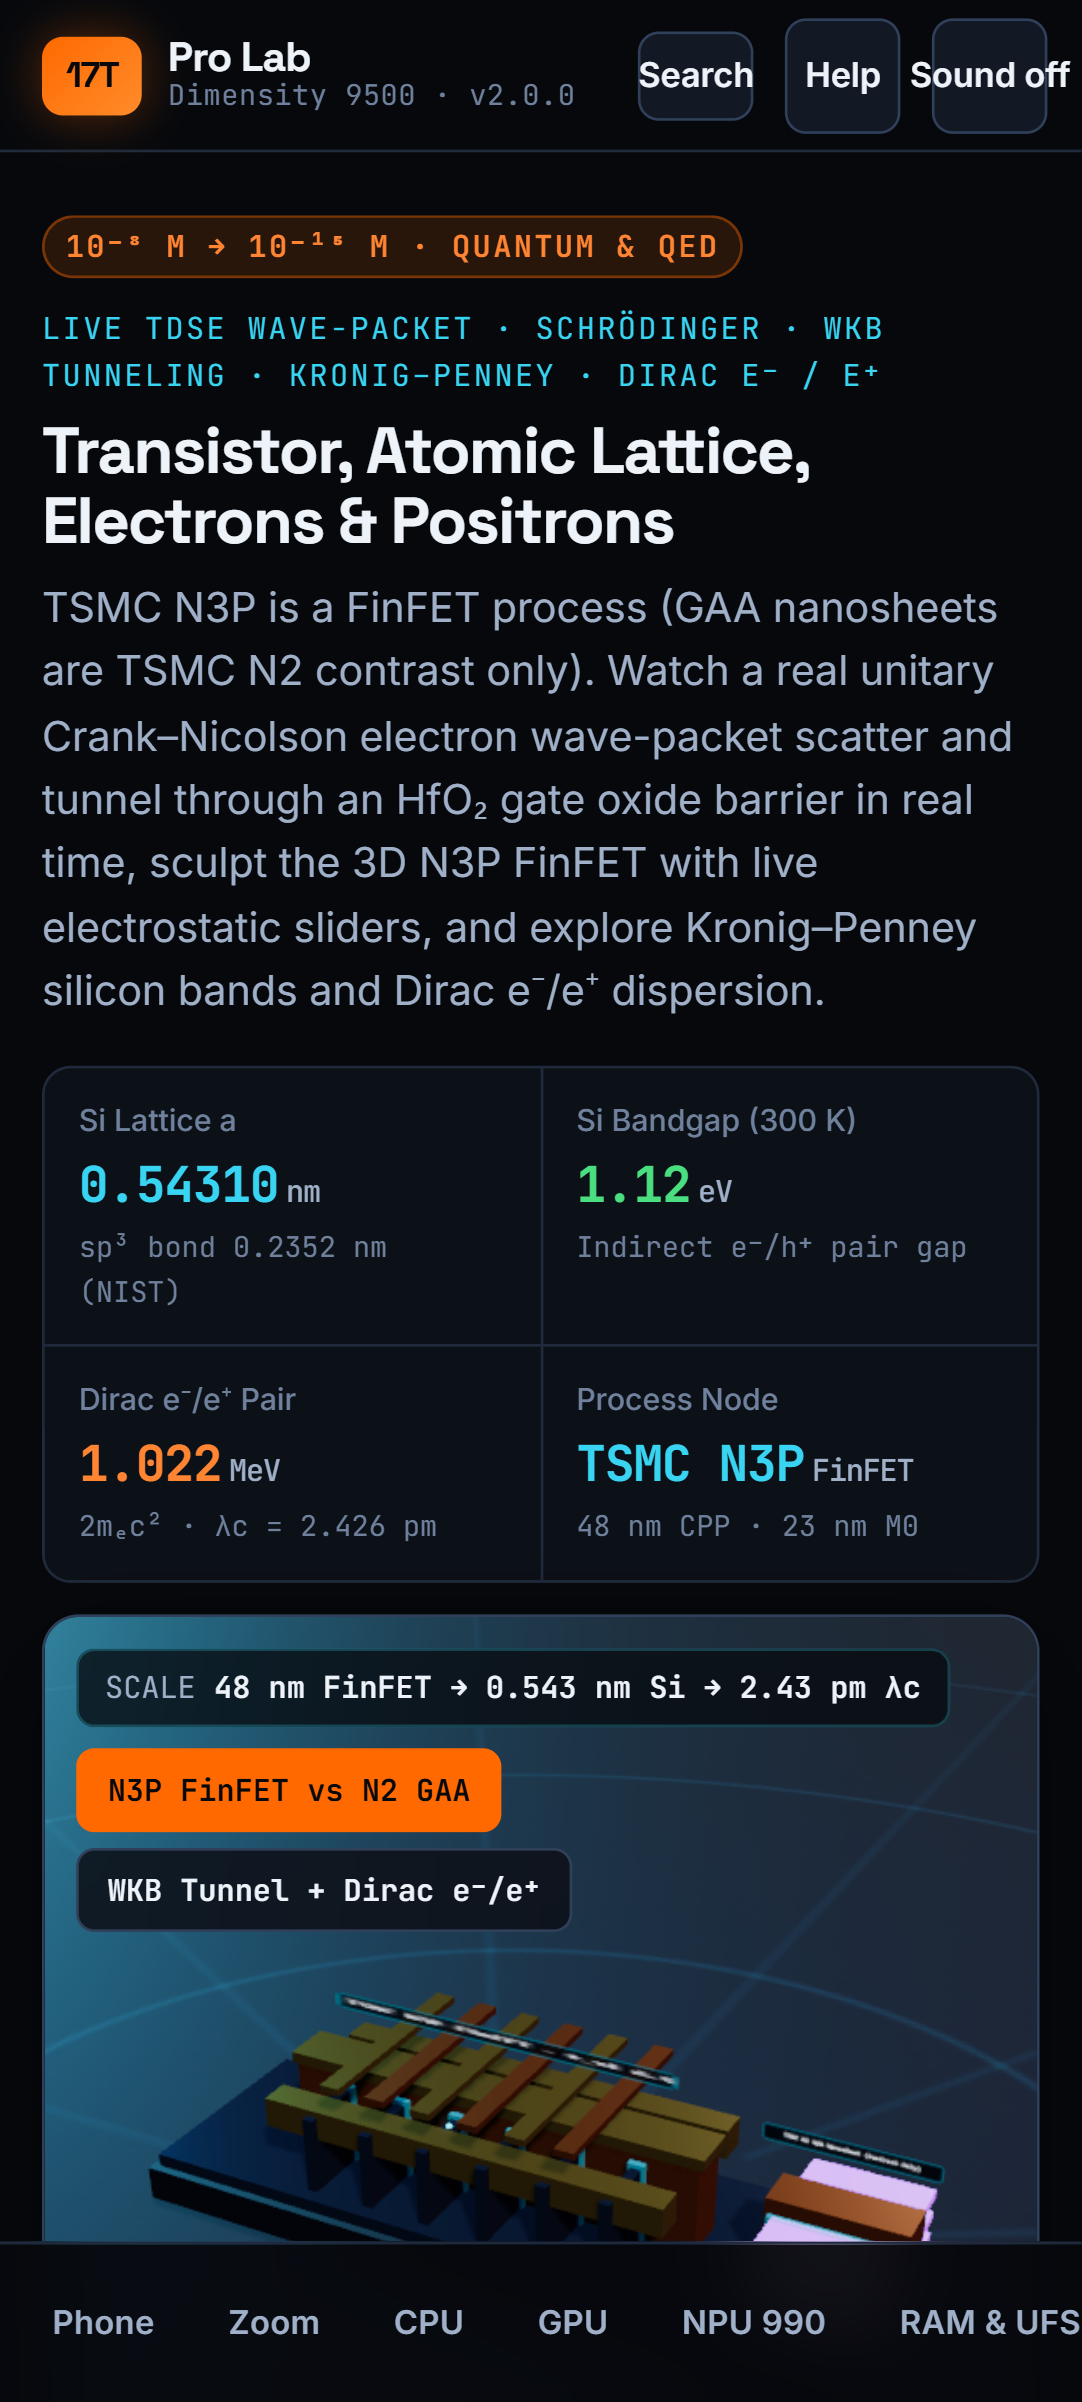 17T
Pro Lab
Dimensity 9500 · v2.0.0
Search
Help
Sound off
10⁻⁸ M → 10⁻¹⁵ M · QUANTUM & QED
LIVE TDSE WAVE-PACKET · SCHRÖDINGER · WKB
TUNNELING · KRONIG–PENNEY · DIRAC E⁻ / E⁺
Transistor, Atomic Lattice,
Electrons & Positrons
TSMC N3P is a FinFET process (GAA nanosheets
are TSMC N2 contrast only). Watch a real unitary
Crank–Nicolson electron wave-packet scatter and
tunnel through an HfO₂ gate oxide barrier in real
time, sculpt the 3D N3P FinFET with live
electrostatic sliders, and explore Kronig–Penney
silicon bands and Dirac e⁻/e⁺ dispersion.
Si Lattice a
0.54310 nm
sp³ bond 0.2352 nm
(NIST)
Si Bandgap (300 K)
1.12 eV
Indirect e⁻/h⁺ pair gap
Dirac e⁻/e⁺ Pair
1.022 MeV
2mₑc² · λc = 2.426 pm
Process Node
TSMC N3P FinFET
48 nm CPP · 23 nm M0
SCALE 48 nm FinFET → 0.543 nm Si → 2.43 pm λc
N3P FinFET vs N2 GAA
WKB Tunnel + Dirac e⁻/e⁺
Phone
Zoom
CPU
GPU
NPU 990
RAM & UFS